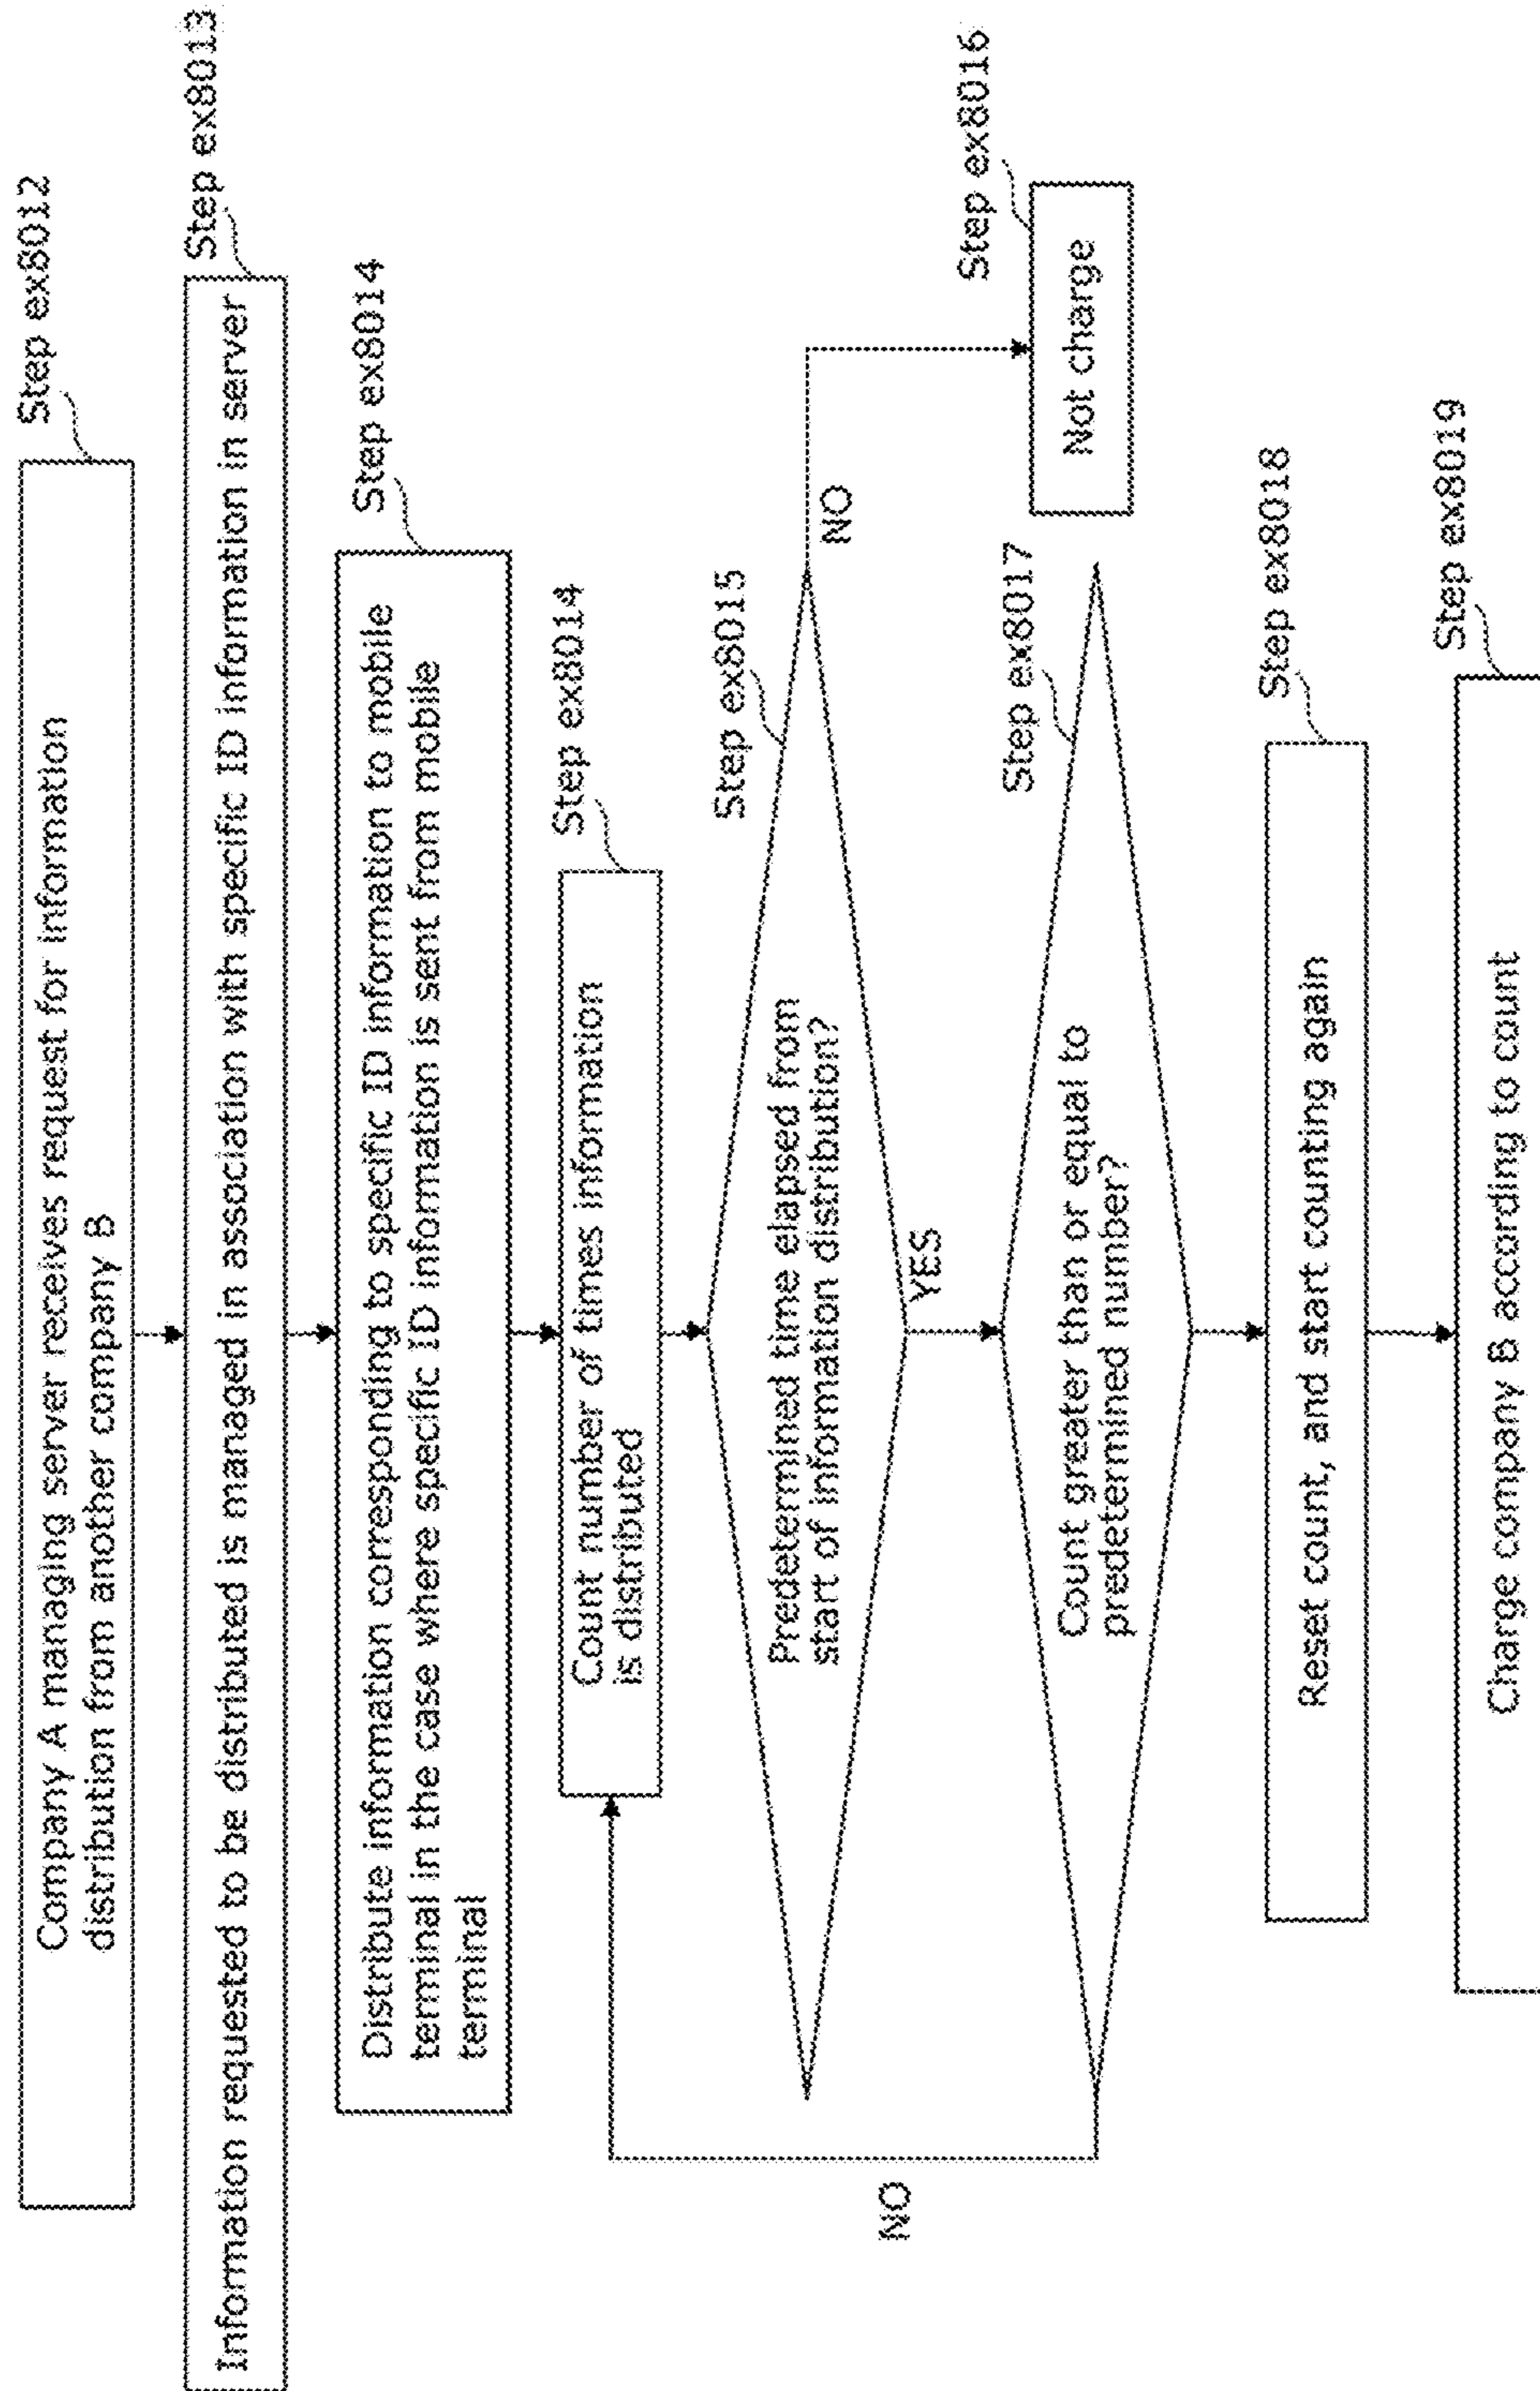 Step ex8012
Company A managing server receives request for information
distribution from another company B
Step ex8013
Information requested to be distributed is managed in association with specific ID information in server
Step ex8014
Distribute information corresponding to specific ID information to mobile
terminal in the case where specific ID information is sent from mobile
terminal
Step ex8014
Count number of times information
is distributed
Step ex8015
Predetermined time elapsed from
start of information distribution?
NO
YES
Step ex8016
Not charge
Step ex8017
Count greater than or equal to
predetermined number?
NO
Step ex8018
Reset count, and start counting again
Step ex8019
Charge company B according to count